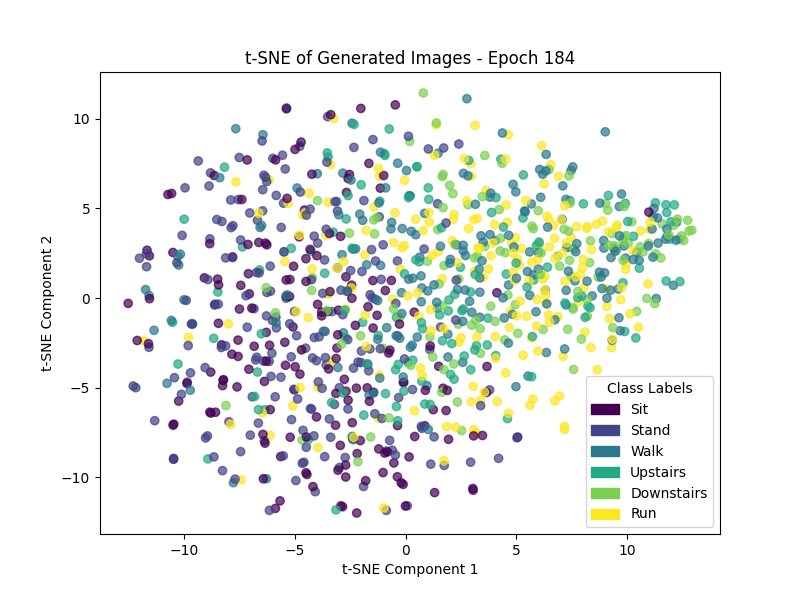 t-SNE of Generated Images - Epoch 184
t-SNE Component 2
10
5
0
−5
−10
−10
−5
0
5
10
t-SNE Component 1
Class Labels
Sit
Stand
Walk
Upstairs
Downstairs
Run